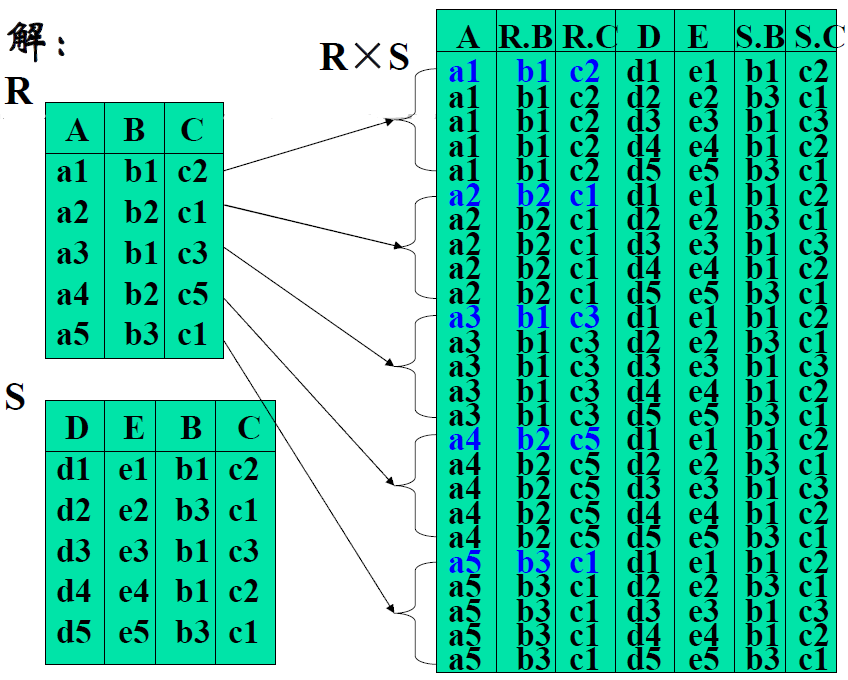 解：
R
A B C
a1 b1 c2
a2 b2 c1
a3 b1 c3
a4 b2 c5
a5 b3 c1
S
D E B C
d1 e1 b1 c2
d2 e2 b3 c1
d3 e3 b1 c3
d4 e4 b1 c2
d5 e5 b3 c1
R×S
A R.B R.C D E S.B S.C
a1 b1 c2 d1 e1 b1 c2
a1 b1 c2 d2 e2 b3 c1
a1 b1 c2 d3 e3 b1 c3
a1 b1 c2 d4 e4 b1 c2
a1 b1 c2 d5 e5 b3 c1
a2 b2 c1 d1 e1 b1 c2
a2 b2 c1 d2 e2 b3 c1
a2 b2 c1 d3 e3 b1 c3
a2 b2 c1 d4 e4 b1 c2
a2 b2 c1 d5 e5 b3 c1
a3 b1 c3 d1 e1 b1 c2
a3 b1 c3 d2 e2 b3 c1
a3 b1 c3 d3 e3 b1 c3
a3 b1 c3 d4 e4 b1 c2
a3 b1 c3 d5 e5 b3 c1
a4 b2 c5 d1 e1 b1 c2
a4 b2 c5 d2 e2 b3 c1
a4 b2 c5 d3 e3 b1 c3
a4 b2 c5 d4 e4 b1 c2
a4 b2 c5 d5 e5 b3 c1
a5 b3 c1 d1 e1 b1 c2
a5 b3 c1 d2 e2 b3 c1
a5 b3 c1 d3 e3 b1 c3
a5 b3 c1 d4 e4 b1 c2
a5 b3 c1 d5 e5 b3 c1